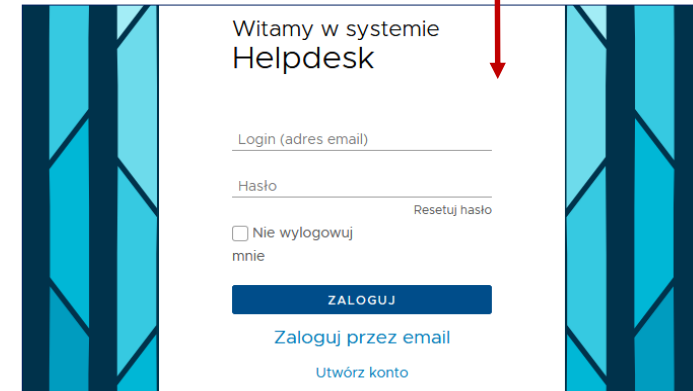 Witamy w systemie
Helpdesk
Login (adres email)
Hasło
Resetuj hasło
Nie wylogowuj
mnie
ZALOGUJ
Zaloguj przez email
Utwórz konto